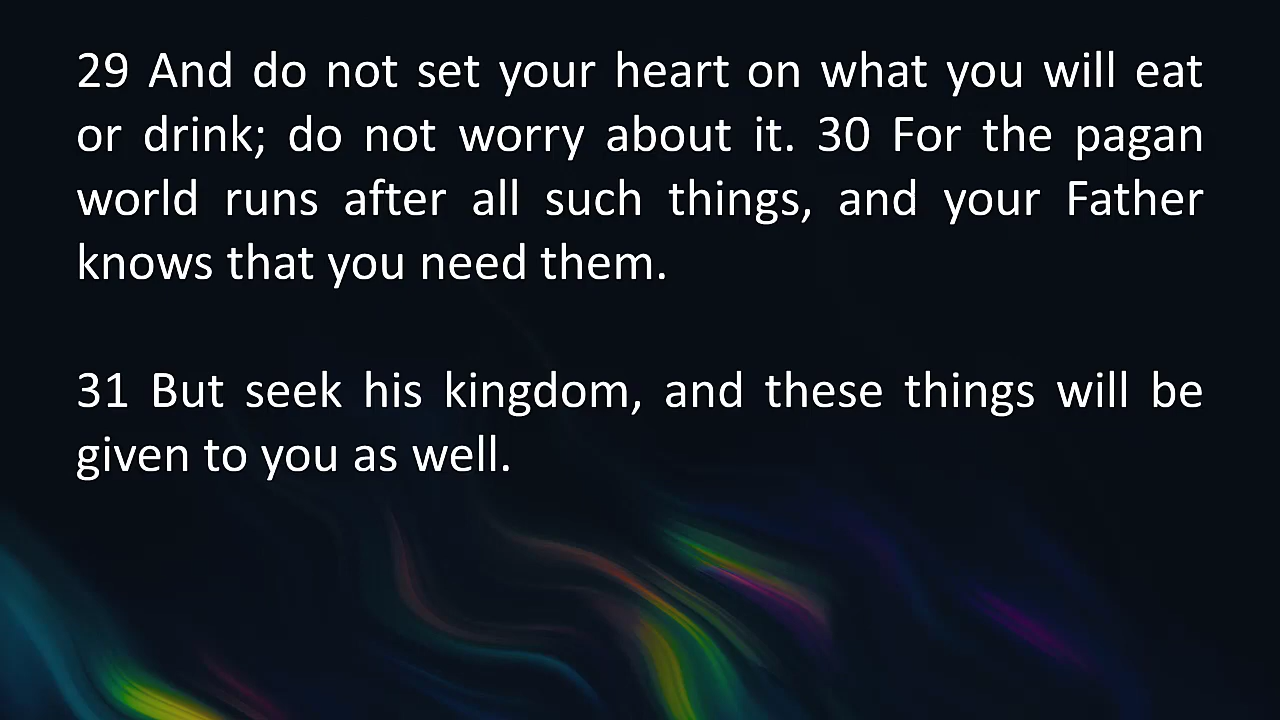 29 And do not set your heart on what you will eat
or drink; do not worry about it. 30 For the pagan
world runs after all such things, and your Father
knows that you need them.
31 But seek his kingdom, and these things will be
given to you as well.